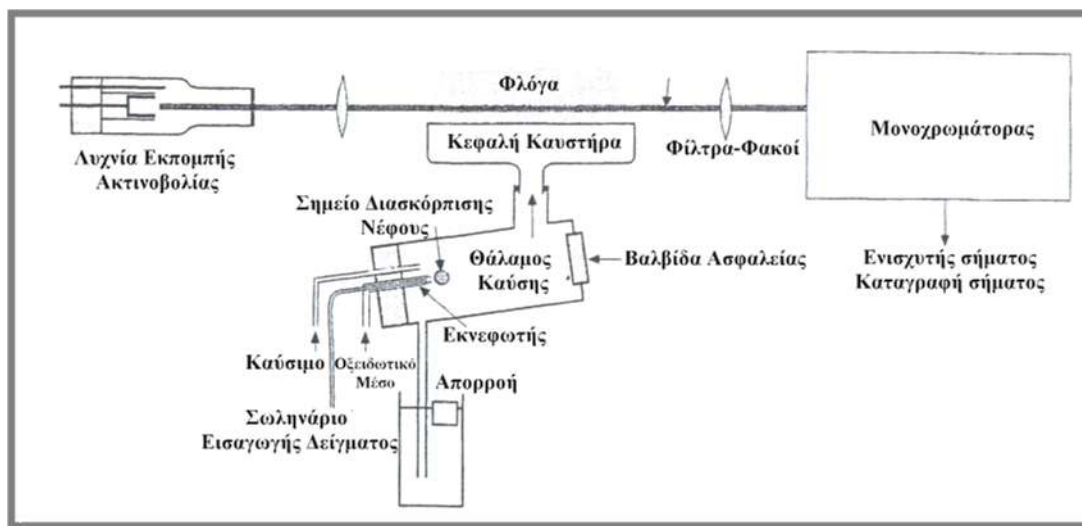 Φλόγα
Μονοχρωμάτορας
Κεφαλή Καυστήρα
Φίλτρα-Φακοί
Λυχνία Εκπομπής
Ακτινοβολίας
Σημείο Διασκόρπισης
Νέφους
Θάλαμος
Καύσης
Βαλβίδα Ασφαλείας
Ενισχυτής σήματος
Καταγραφή σήματος
Εκνεφωτής
Καύσιμο
Οξειδωτικό
Μέσο
Απορροή
Σωληνάριο
Εισαγωγής Δείγματος